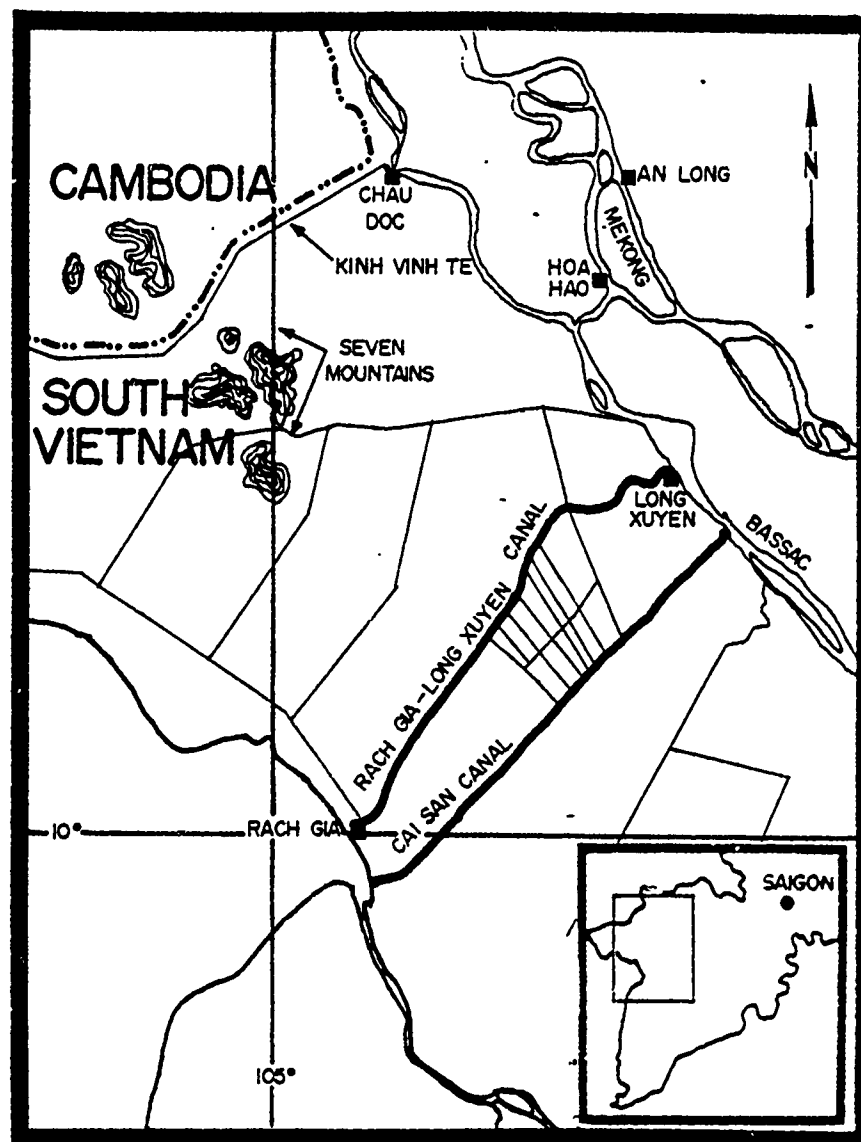 CAMBODIA
CHAU
DOC
AN LONG
N
MEKONG
KINH VINH TE
HOA
HAO
SEVEN
MOUNTAINS
SOUTH
VIETNAM
LONG
XUYEN
BASSAC
RACH GIA-LONG XUYEN CANAL
CAI SAN CANAL
10°
RACH GIA
SAIGON
105°